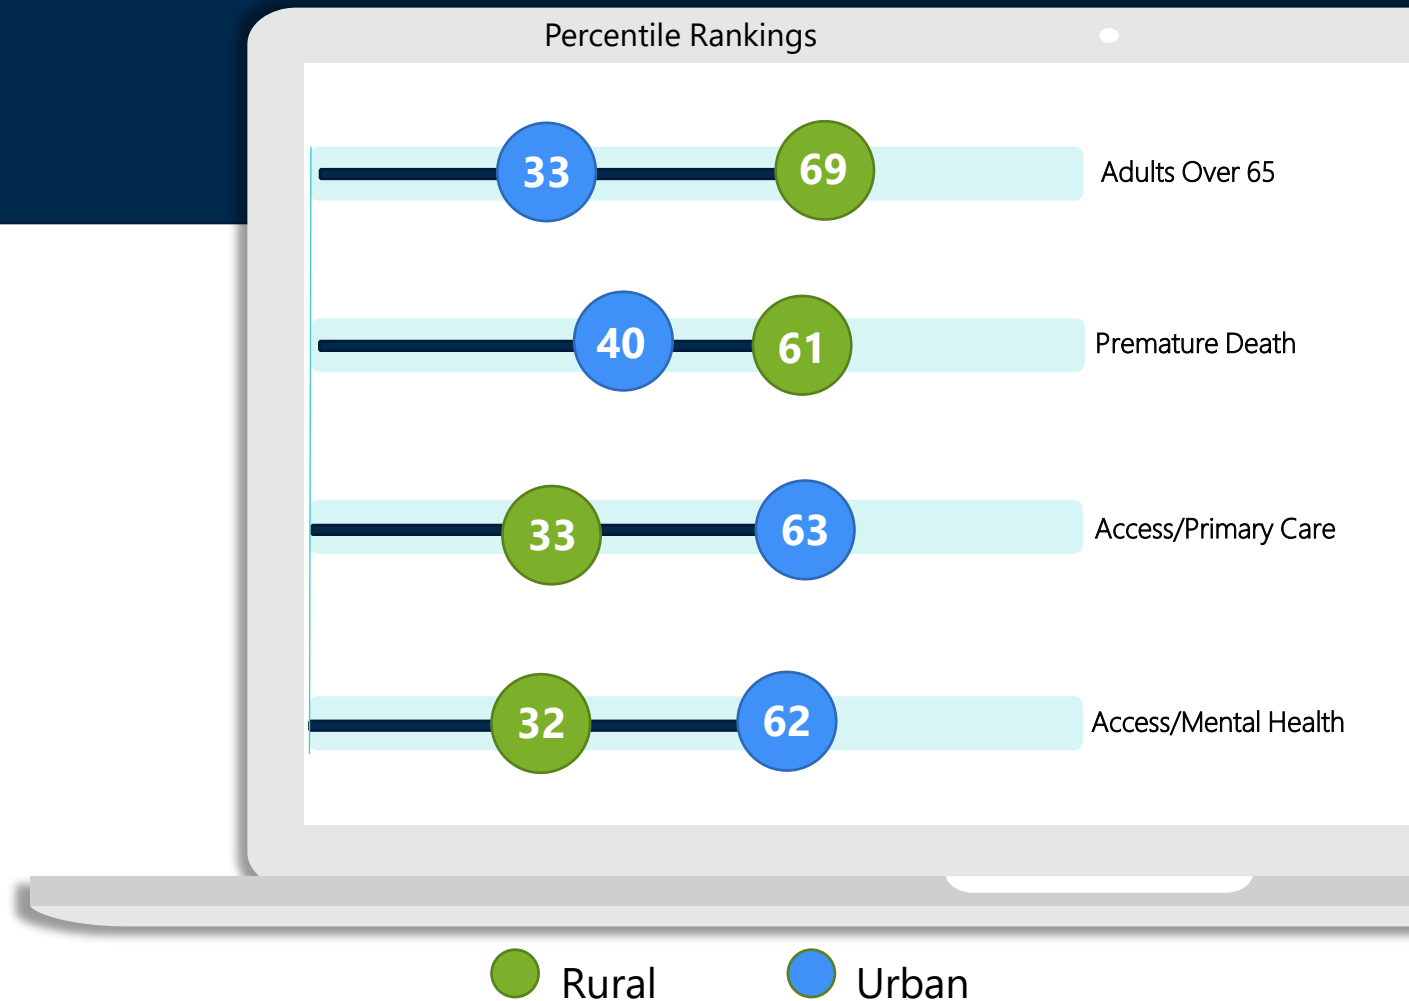 Percentile Rankings
33 69 Adults Over 65
40 61 Premature Death
33 63 Access/Primary Care
32 62 Access/Mental Health
Rural Urban